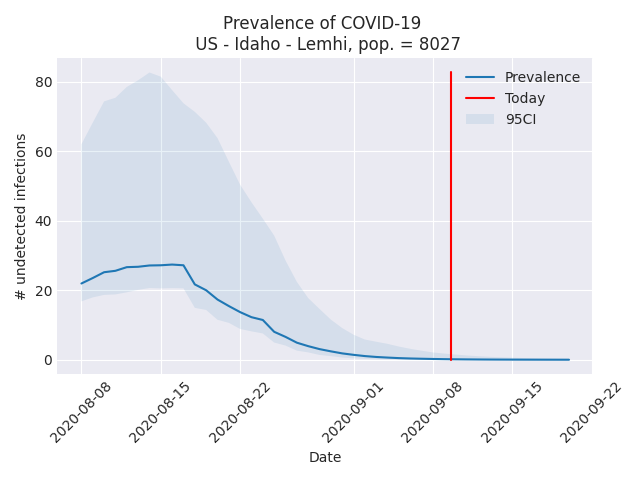 Prevalence of COVID-19
US - Idaho - Lemhi, pop. = 8027
# undetected infections
80
60
40
20
0
Prevalence
Today
95CI
2020-08-08
2020-08-15
2020-08-22
2020-09-01
2020-09-08
2020-09-15
2020-09-22
Date